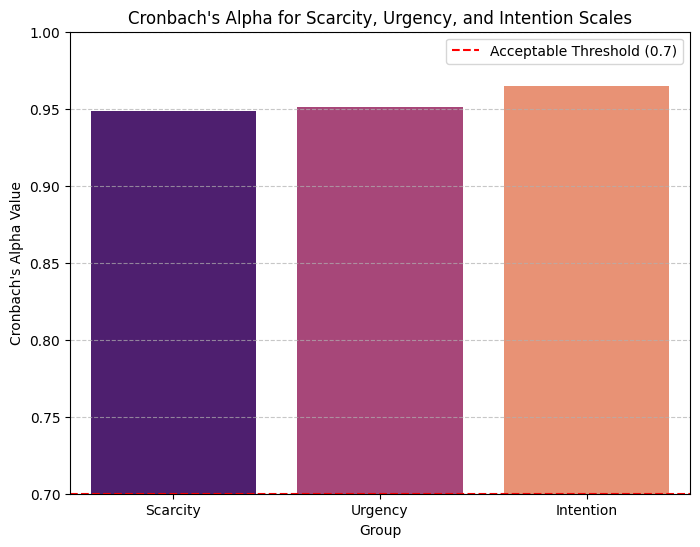 Cronbach's Alpha for Scarcity, Urgency, and Intention Scales
Acceptable Threshold (0.7)
Cronbach's Alpha Value
1.00
0.95
0.90
0.85
0.80
0.75
0.70
Scarcity
Urgency
Intention
Group